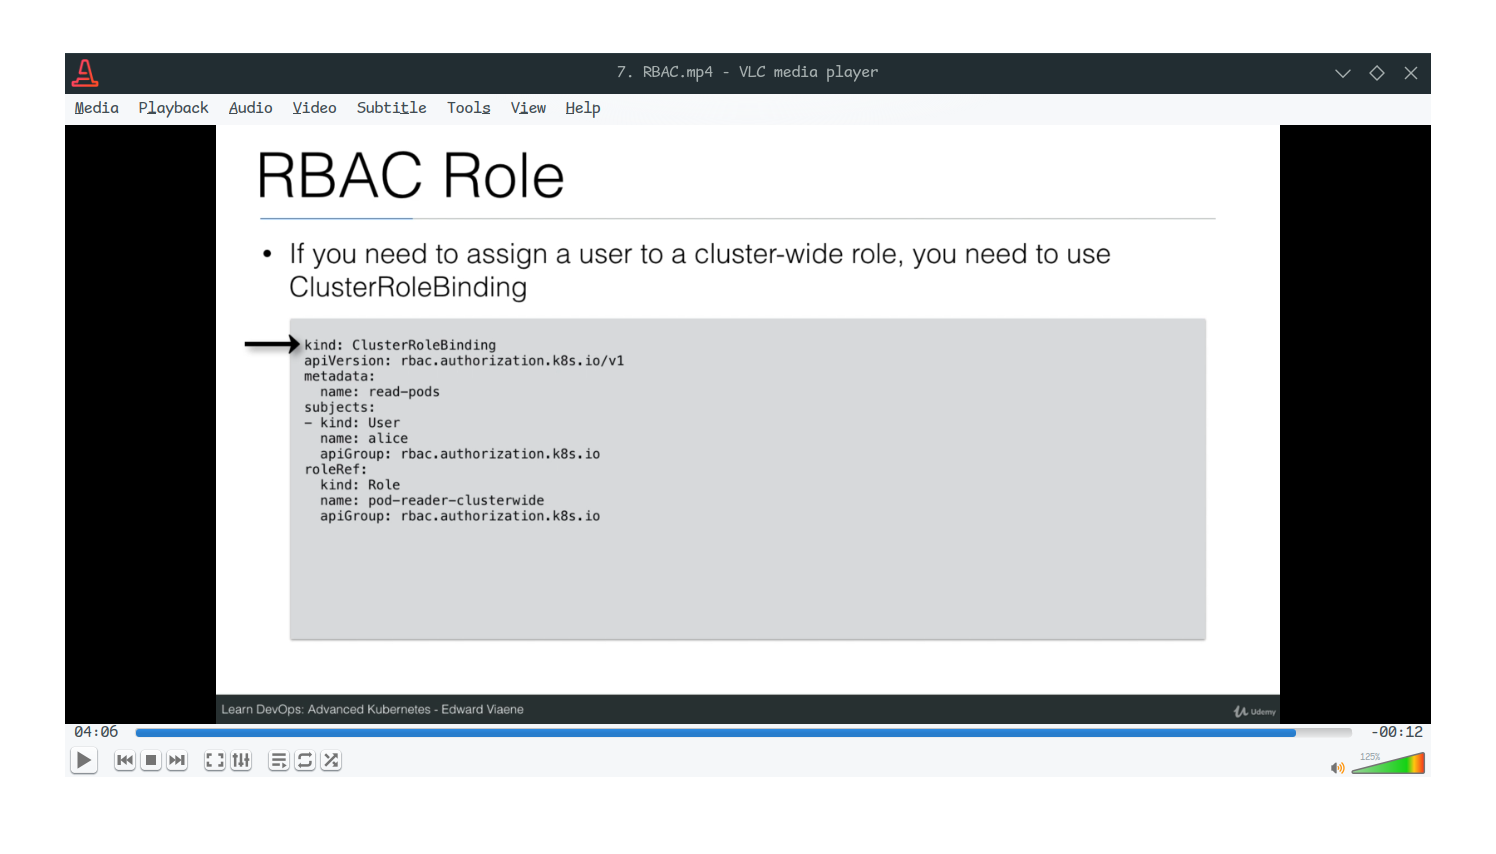 7. RBAC.mp4 - VLC media player
Media Playback Audio Video Subtitle Tools View Help
RBAC Role
• If you need to assign a user to a cluster-wide role, you need to use
ClusterRoleBinding
kind: ClusterRoleBinding
apiVersion: rbac.authorization.k8s.io/v1
metadata:
  name: read-pods
subjects:
- kind: User
  name: alice
  apiGroup: rbac.authorization.k8s.io
roleRef:
  kind: Role
  name: pod-reader-clusterwide
  apiGroup: rbac.authorization.k8s.io
Learn DevOps: Advanced Kubernetes - Edward Viaene
Udemy
04:06 -00:12
125%